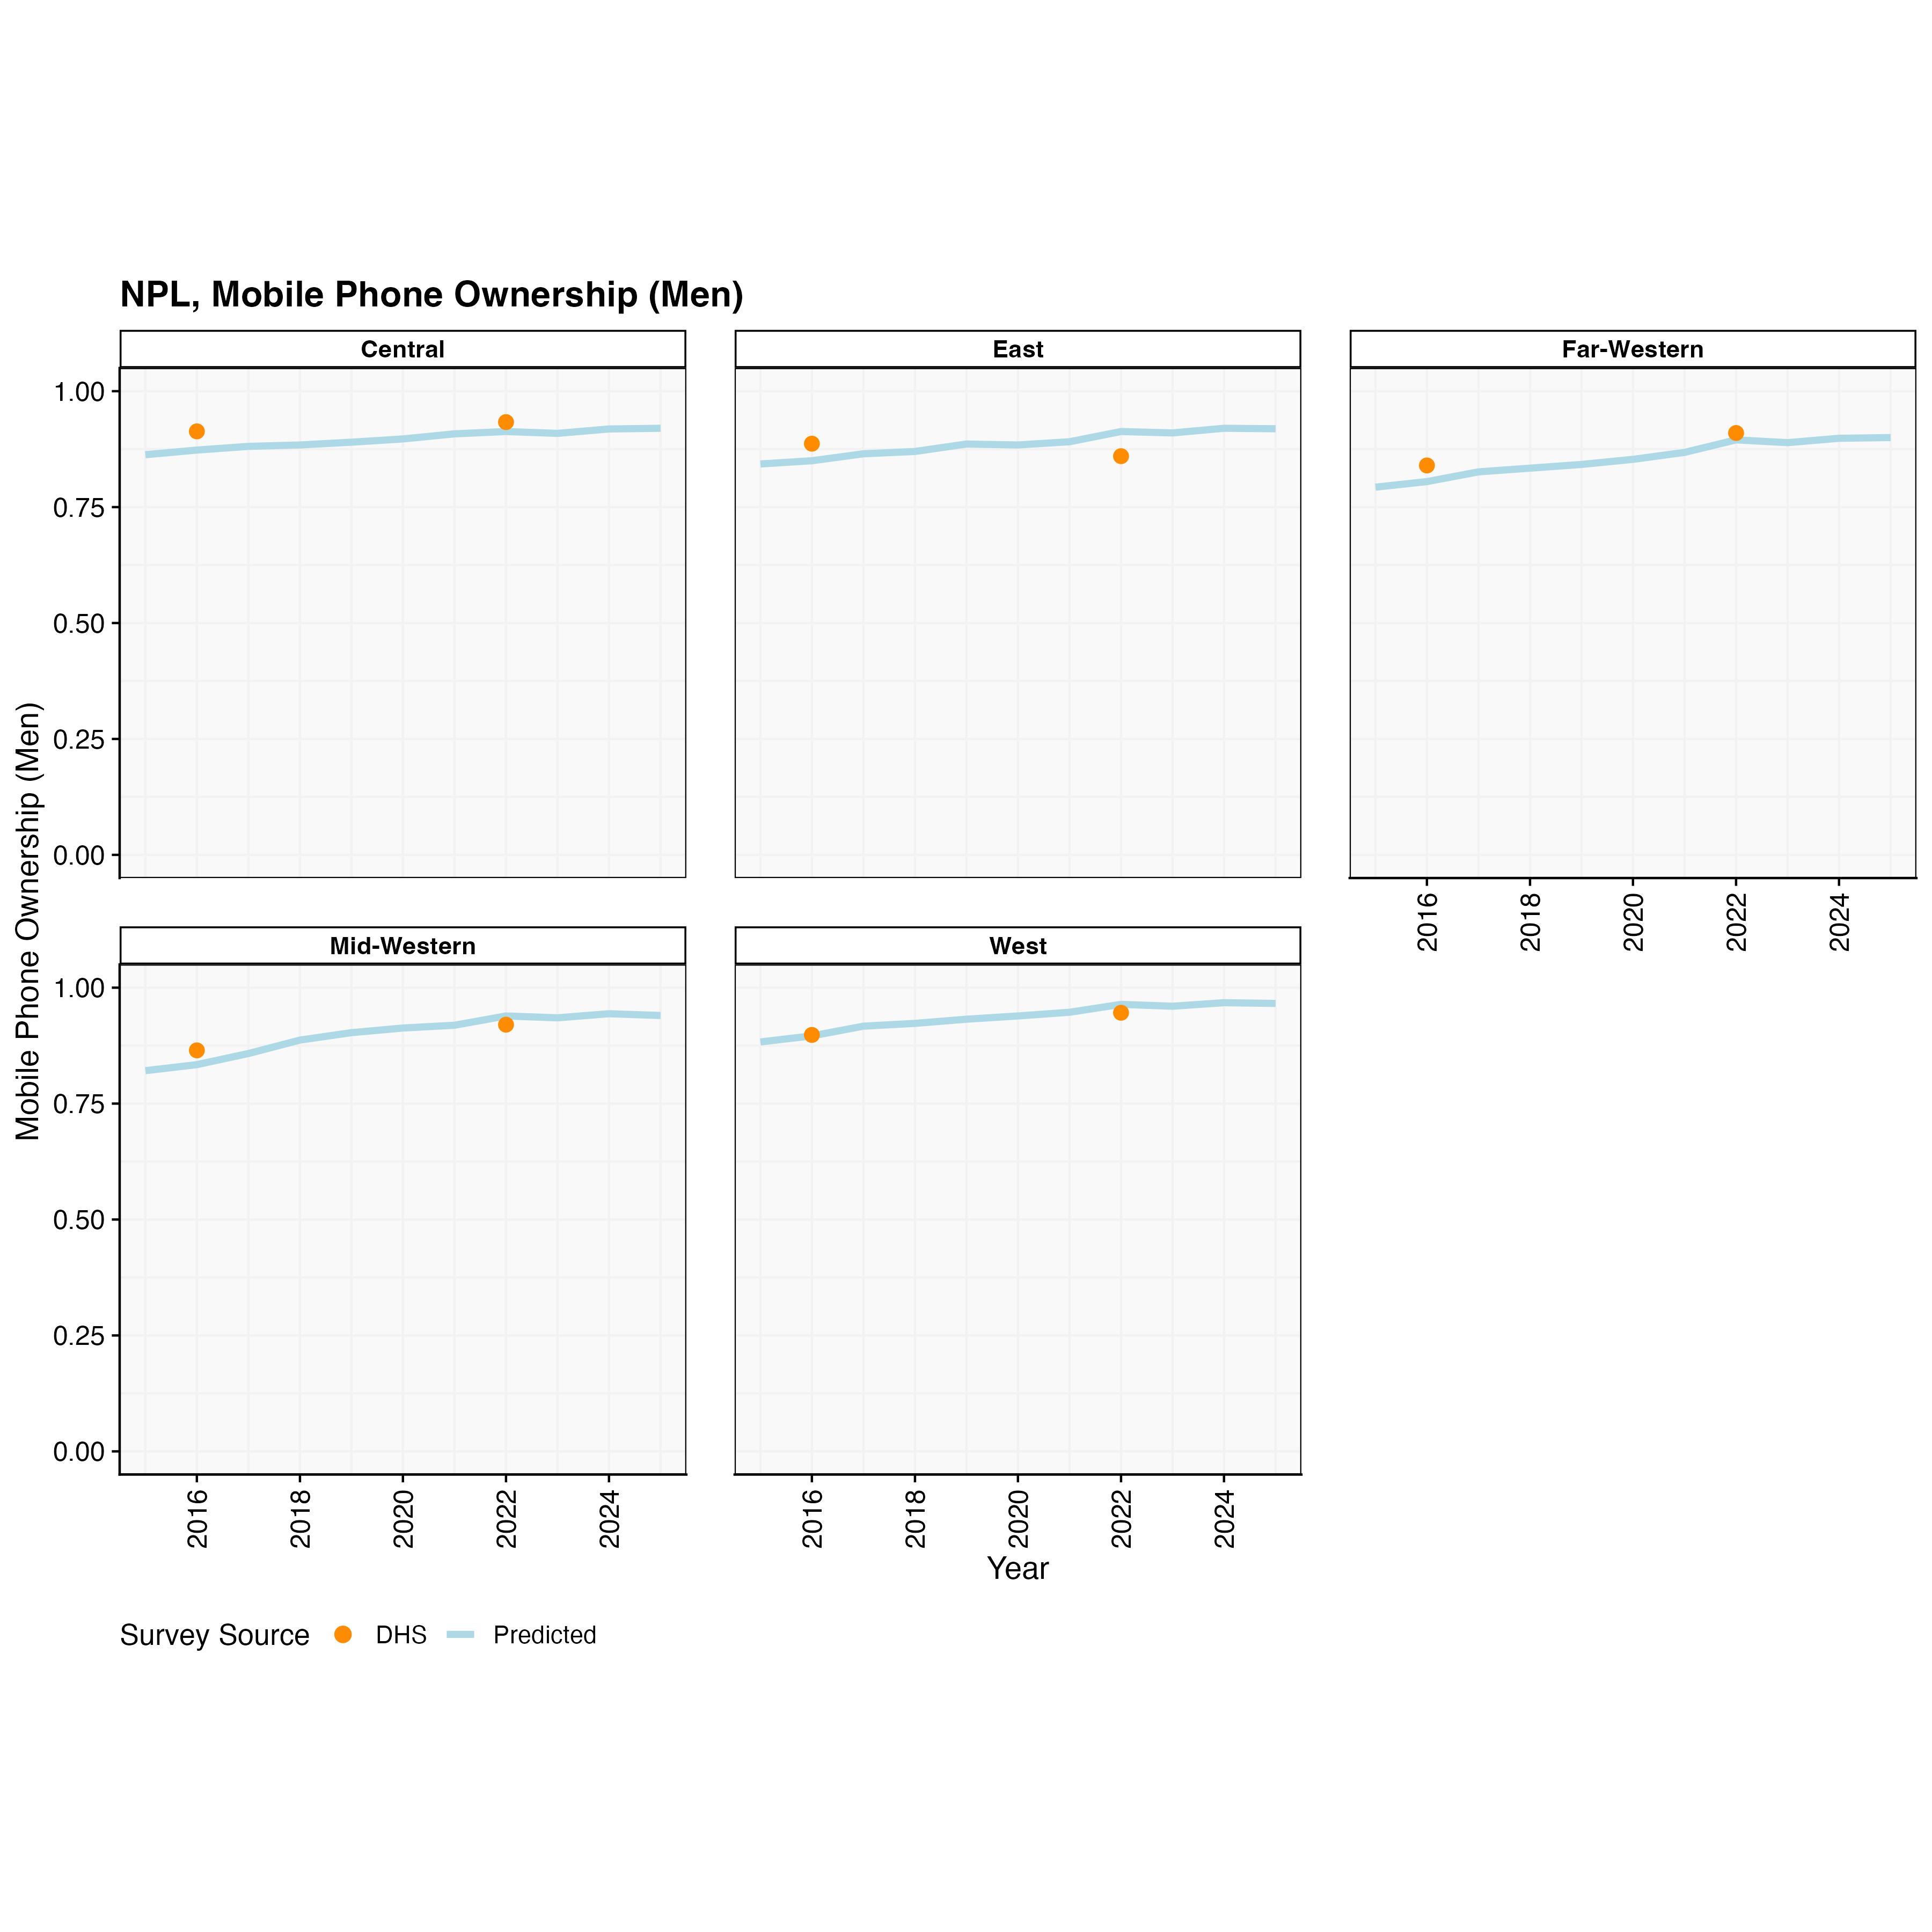 NPL, Mobile Phone Ownership (Men)
Central
East
Far-Western
1.00
0.75
0.50
0.25
0.00
2016 2018 2020 2022 2024
Mobile Phone Ownership (Men)
Mid-Western
West
1.00
0.75
0.50
0.25
0.00
2016 2018 2020 2022 2024
2016 2018 2020 2022 2024
Year
Survey Source DHS Predicted